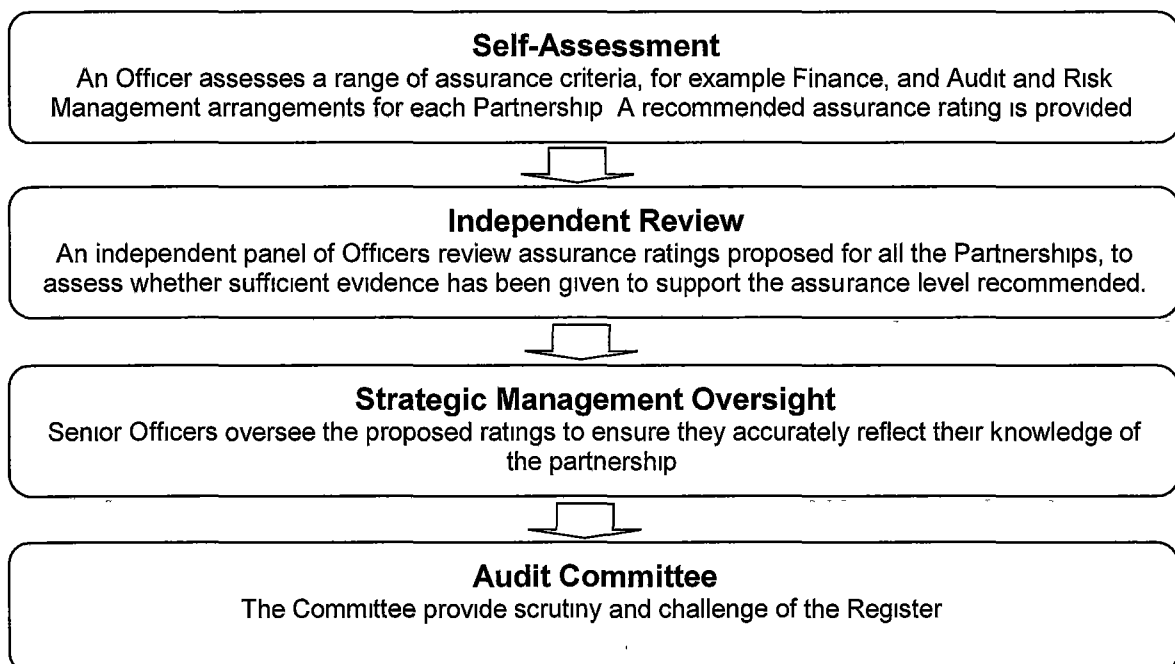 Self-Assessment
An Officer assesses a range of assurance criteria, for example Finance, and Audit and Risk
Management arrangements for each Partnership A recommended assurance rating is provided
Independent Review
An independent panel of Officers review assurance ratings proposed for all the Partnerships, to
assess whether sufficient evidence has been given to support the assurance level recommended.
Strategic Management Oversight
Senior Officers oversee the proposed ratings to ensure they accurately reflect their knowledge of
the partnership
Audit Committee
The Committee provide scrutiny and challenge of the Register